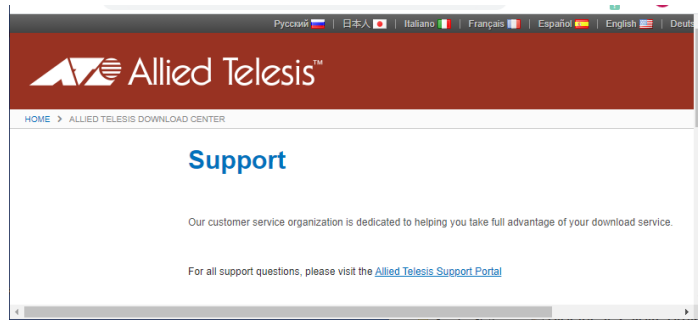 Русский | 日本人 | Italiano | Français | Español | English | Deuts
Allied Telesis™
HOME > ALLIED TELESIS DOWNLOAD CENTER
Support
Our customer service organization is dedicated to helping you take full advantage of your download service.
For all support questions, please visit the Allied Telesis Support Portal